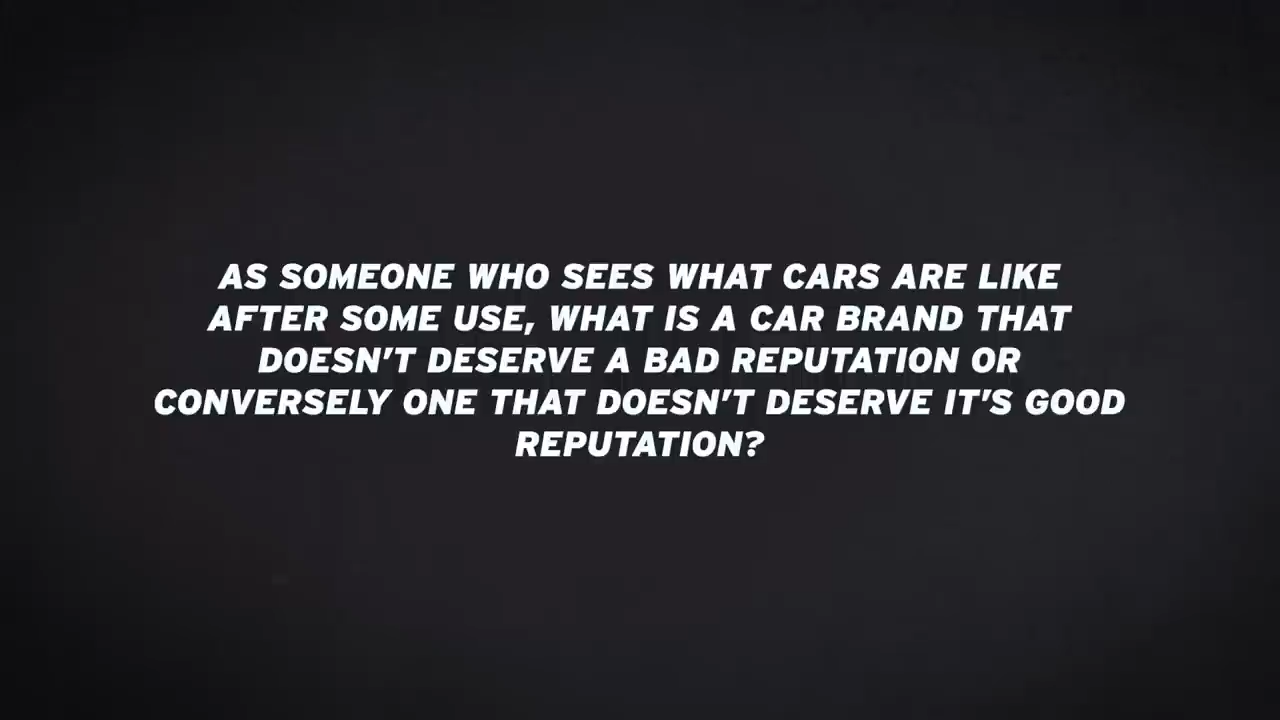 AS SOMEONE WHO SEES WHAT CARS ARE LIKE
AFTER SOME USE, WHAT IS A CAR BRAND THAT
DOESN'T DESERVE A BAD REPUTATION OR
CONVERSELY ONE THAT DOESN'T DESERVE IT'S GOOD
REPUTATION?